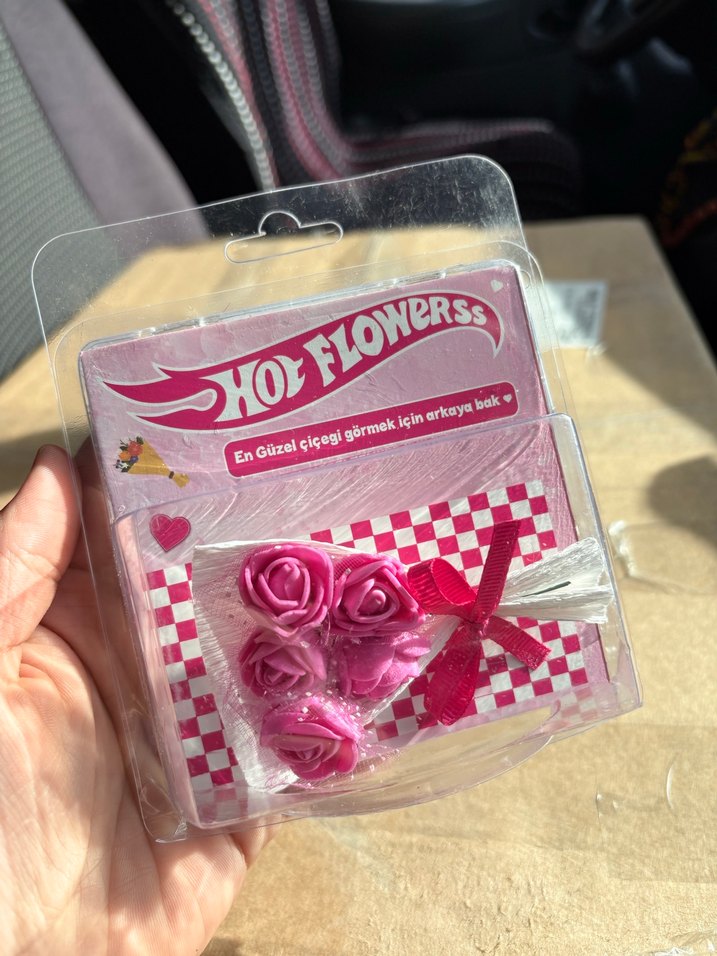 HOt FLOWERSS
En Güzel çiçegi görmek için arkaya bak